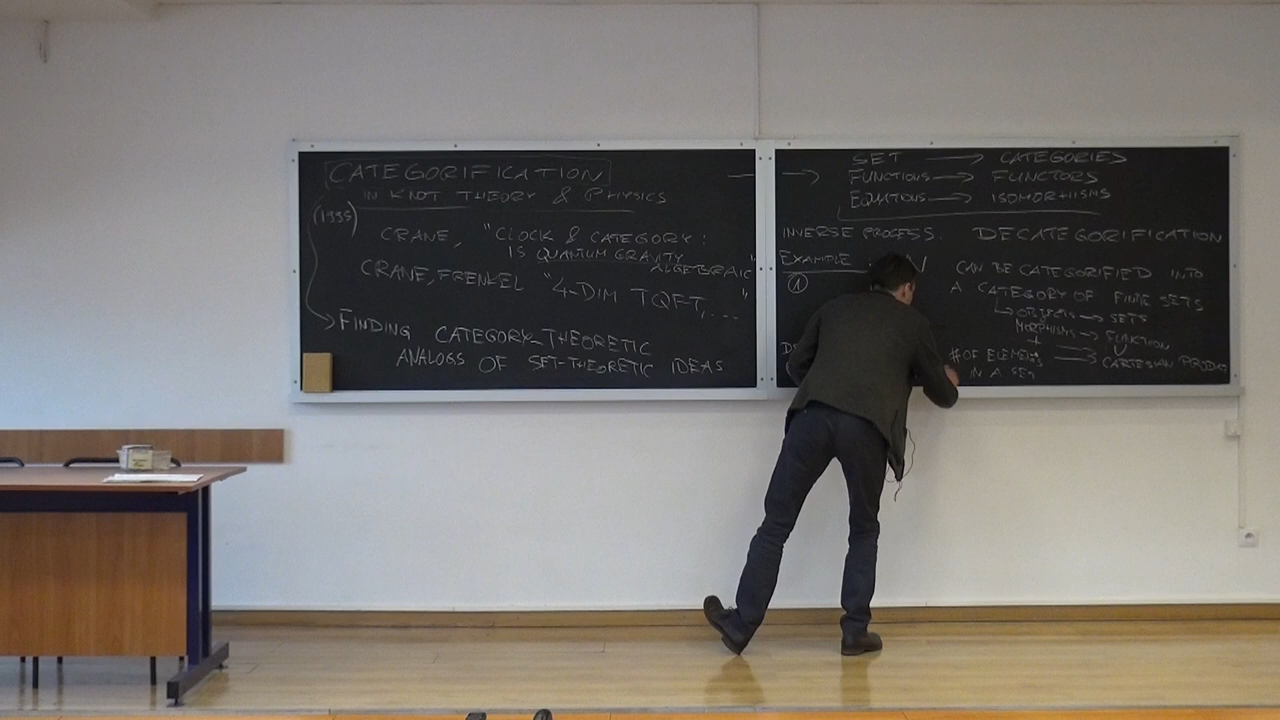 CATEGORIFICATION
IN KNOT THEORY & PHYSICS
(1995)
CRANE, "CLOCK & CATEGORY:
IS QUANTUM GRAVITY
ALGEBRAIC"
CRANE, FRENKEL "4-DIM TQFT, ... "
FINDING CATEGORY-THEORETIC
ANALOGS OF SET-THEORETIC IDEAS
SET → CATEGORIES
FUNCTIONS → FUNCTORS
EQUATIONS → ISOMORPHISMS
INVERSE PROCESS. DECATEGORIFICATION
EXAMPLE
① CAN BE CATEGORIFIED INTO
A CATEGORY OF FINITE SETS
OBJECTS → SETS
MORPHISMS → FUNCTION
# OF ELEMENTS
IN A SET
CARTESIAN